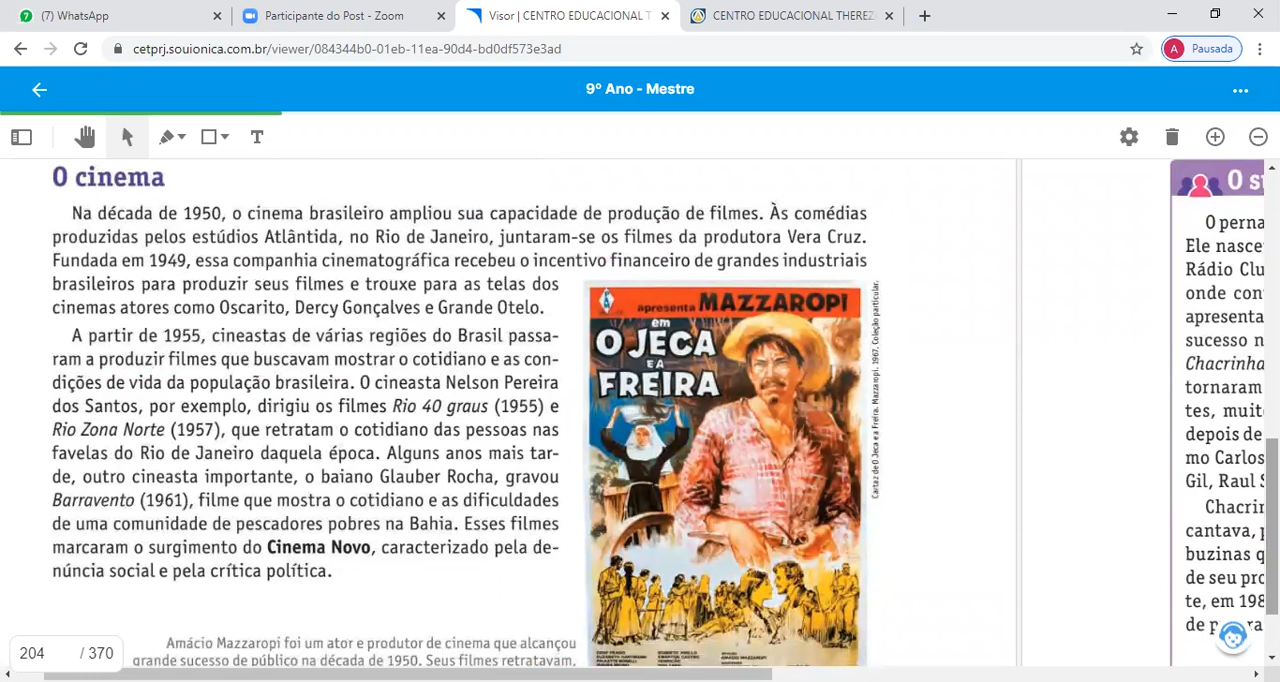 (7) WhatsApp
Participante do Post - Zoom
Visor | CENTRO EDUCACIONAL T
CENTRO EDUCACIONAL THEREZ
cetprj.souionica.com.br/viewer/084344b0-01eb-11ea-90d4-bd0df573e3ad
A Pausada
9º Ano - Mestre
T
O cinema
Na década de 1950, o cinema brasileiro ampliou sua capacidade de produção de filmes. Às comédias
produzidas pelos estúdios Atlântida, no Rio de Janeiro, juntaram-se os filmes da produtora Vera Cruz.
Fundada em 1949, essa companhia cinematográfica recebeu o incentivo financeiro de grandes industriais
brasileiros para produzir seus filmes e trouxe para as telas dos
cinemas atores como Oscarito, Dercy Gonçalves e Grande Otelo.
A partir de 1955, cineastas de várias regiões do Brasil passa-
ram a produzir filmes que buscavam mostrar o cotidiano e as con-
dições de vida da população brasileira. O cineasta Nelson Pereira
dos Santos, por exemplo, dirigiu os filmes Rio 40 graus (1955) e
Rio Zona Norte (1957), que retratam o cotidiano das pessoas nas
favelas do Rio de Janeiro daquela época. Alguns anos mais tar-
de, outro cineasta importante, o baiano Glauber Rocha, gravou
Barravento (1961), filme que mostra o cotidiano e as dificuldades
de uma comunidade de pescadores pobres na Bahia. Esses filmes
marcaram o surgimento do Cinema Novo, caracterizado pela de-
núncia social e pela crítica política.
apresenta MAZZAROPI
em
O JECA
E A
FREIRA
Cartaz de O Jeca e a Freira. Mazzaropi. 1967. Coleção particular.
Amácio Mazzaropi foi um ator e produtor de cinema que alcançou
grande sucesso de público na década de 1950. Seus filmes retratavam,
204 / 370
O s
O perna
Ele nasce
Rádio Clu
onde con
apresenta
sucesso n
Chacrinha
tornaram
tes, muit
depois de
mo Carlos
Gil, Raul S
Chacrin
cantava, p
buzinas q
de seu pro
te, em 198